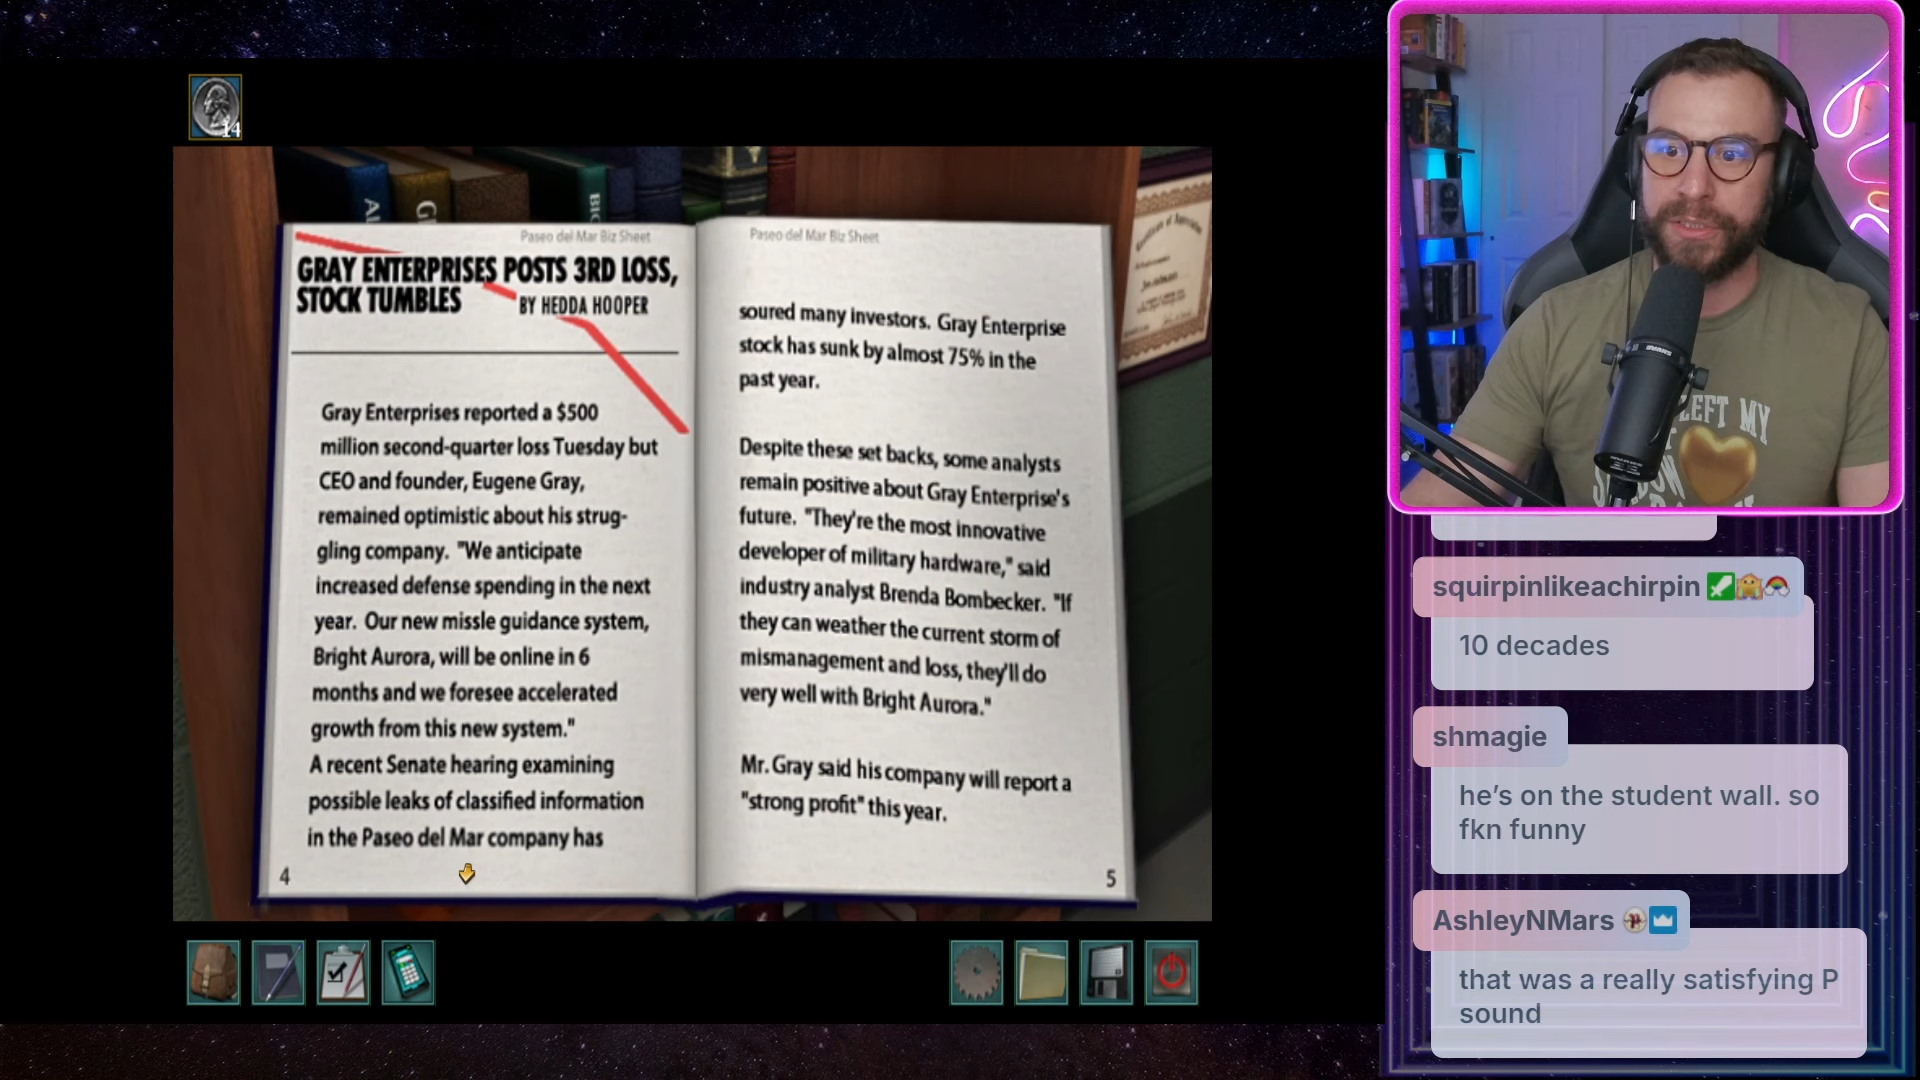 14
Paseo del Mar Biz Sheet
GRAY ENTERPRISES POSTS 3RD LOSS,
STOCK TUMBLES
BY HEDDA HOOPER
Gray Enterprises reported a $500
million second-quarter loss Tuesday but
CEO and founder, Eugene Gray,
remained optimistic about his strug-
gling company. "We anticipate
increased defense spending in the next
year. Our new missle guidance system,
Bright Aurora, will be online in 6
months and we foresee accelerated
growth from this new system."
A recent Senate hearing examining
possible leaks of classified information
in the Paseo del Mar company has
4
Paseo del Mar Biz Sheet
soured many investors. Gray Enterprise
stock has sunk by almost 75% in the
past year.
Despite these set backs, some analysts
remain positive about Gray Enterprise's
future. "They're the most innovative
developer of military hardware," said
industry analyst Brenda Bombecker. "If
they can weather the current storm of
mismanagement and loss, they'll do
very well with Bright Aurora."
Mr. Gray said his company will report a
"strong profit" this year.
5
LEFT MY
squirpinlikeachirpin
10 decades
shmagie
he's on the student wall. so
fkn funny
AshleyNMars
that was a really satisfying P
sound